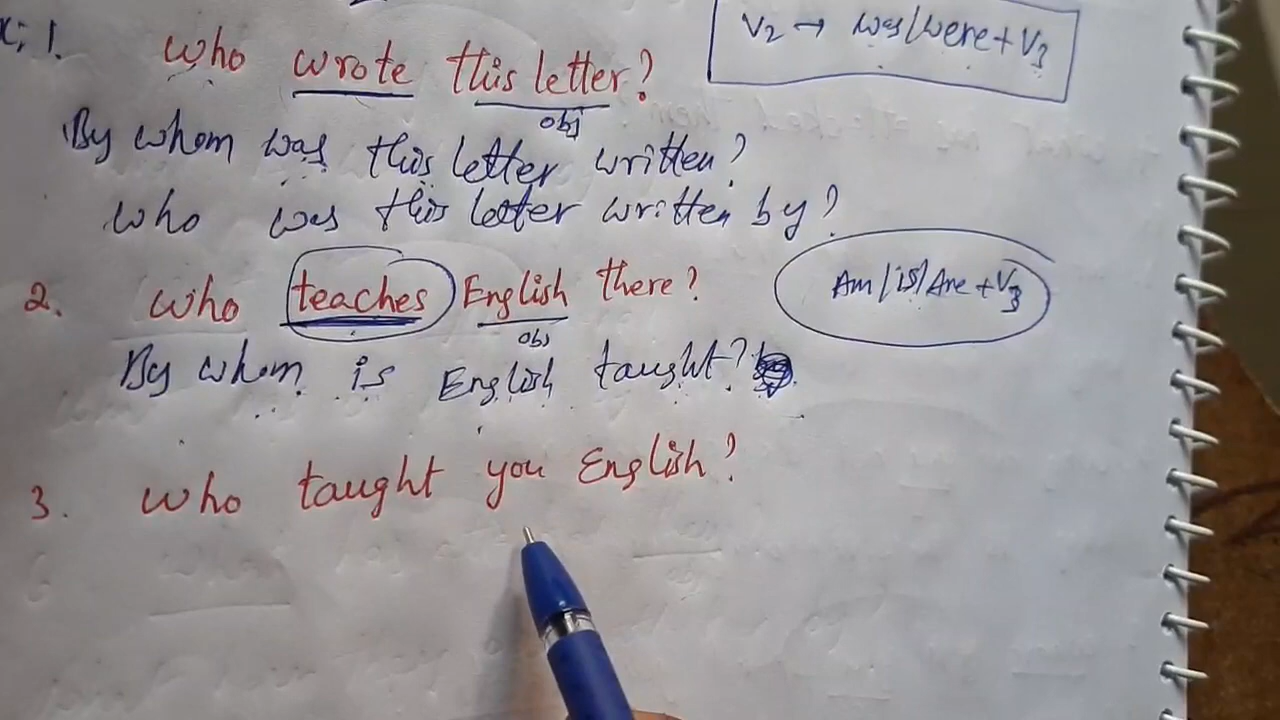 1. Who wrote this letter?
V2 → was/were + V3
obj
By whom was this letter written?
who was this letter written by?
2. Who teaches English there?
Am/is/Are + V3
obj
By whom is English taught?
3. Who taught you English?